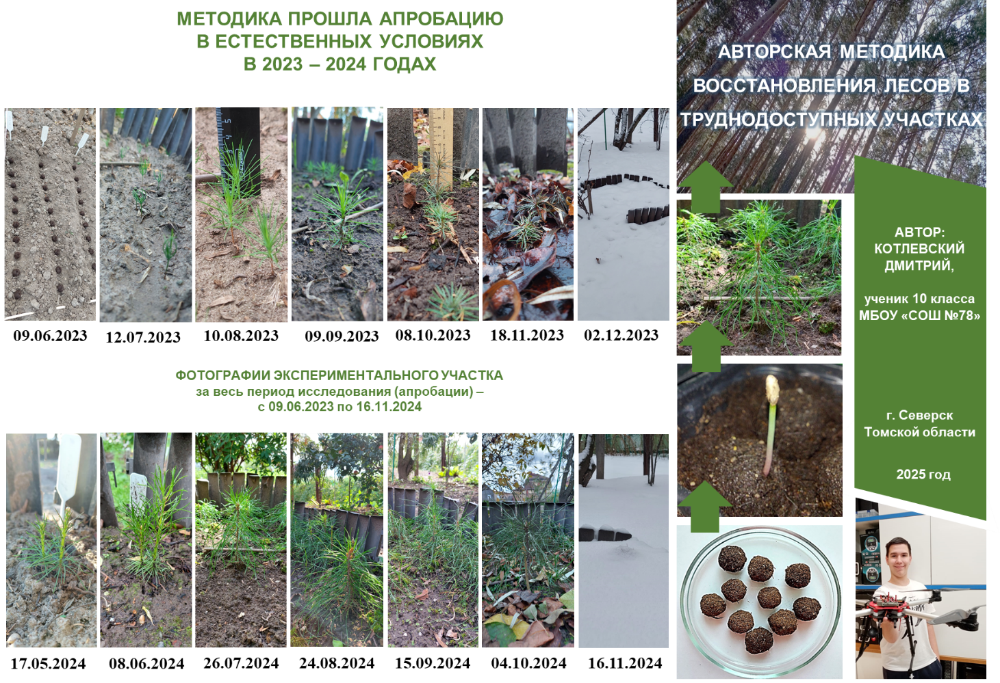 МЕТОДИКА ПРОШЛА АПРОБАЦИЮ
В ЕСТЕСТВЕННЫХ УСЛОВИЯХ
В 2023 – 2024 ГОДАХ
09.06.2023
12.07.2023
10.08.2023
09.09.2023
08.10.2023
18.11.2023
02.12.2023
ФОТОГРАФИИ ЭКСПЕРИМЕНТАЛЬНОГО УЧАСТКА
за весь период исследования (апробации) –
с 09.06.2023 по 16.11.2024
17.05.2024
08.06.2024
26.07.2024
24.08.2024
15.09.2024
04.10.2024
16.11.2024
АВТОРСКАЯ МЕТОДИКА
ВОССТАНОВЛЕНИЯ ЛЕСОВ В
ТРУДНОДОСТУПНЫХ УЧАСТКАХ
АВТОР:
КОТЛЕВСКИЙ
ДМИТРИЙ,
ученик 10 класса
МБОУ «СОШ №78»
г. Северск
Томской области
2025 год